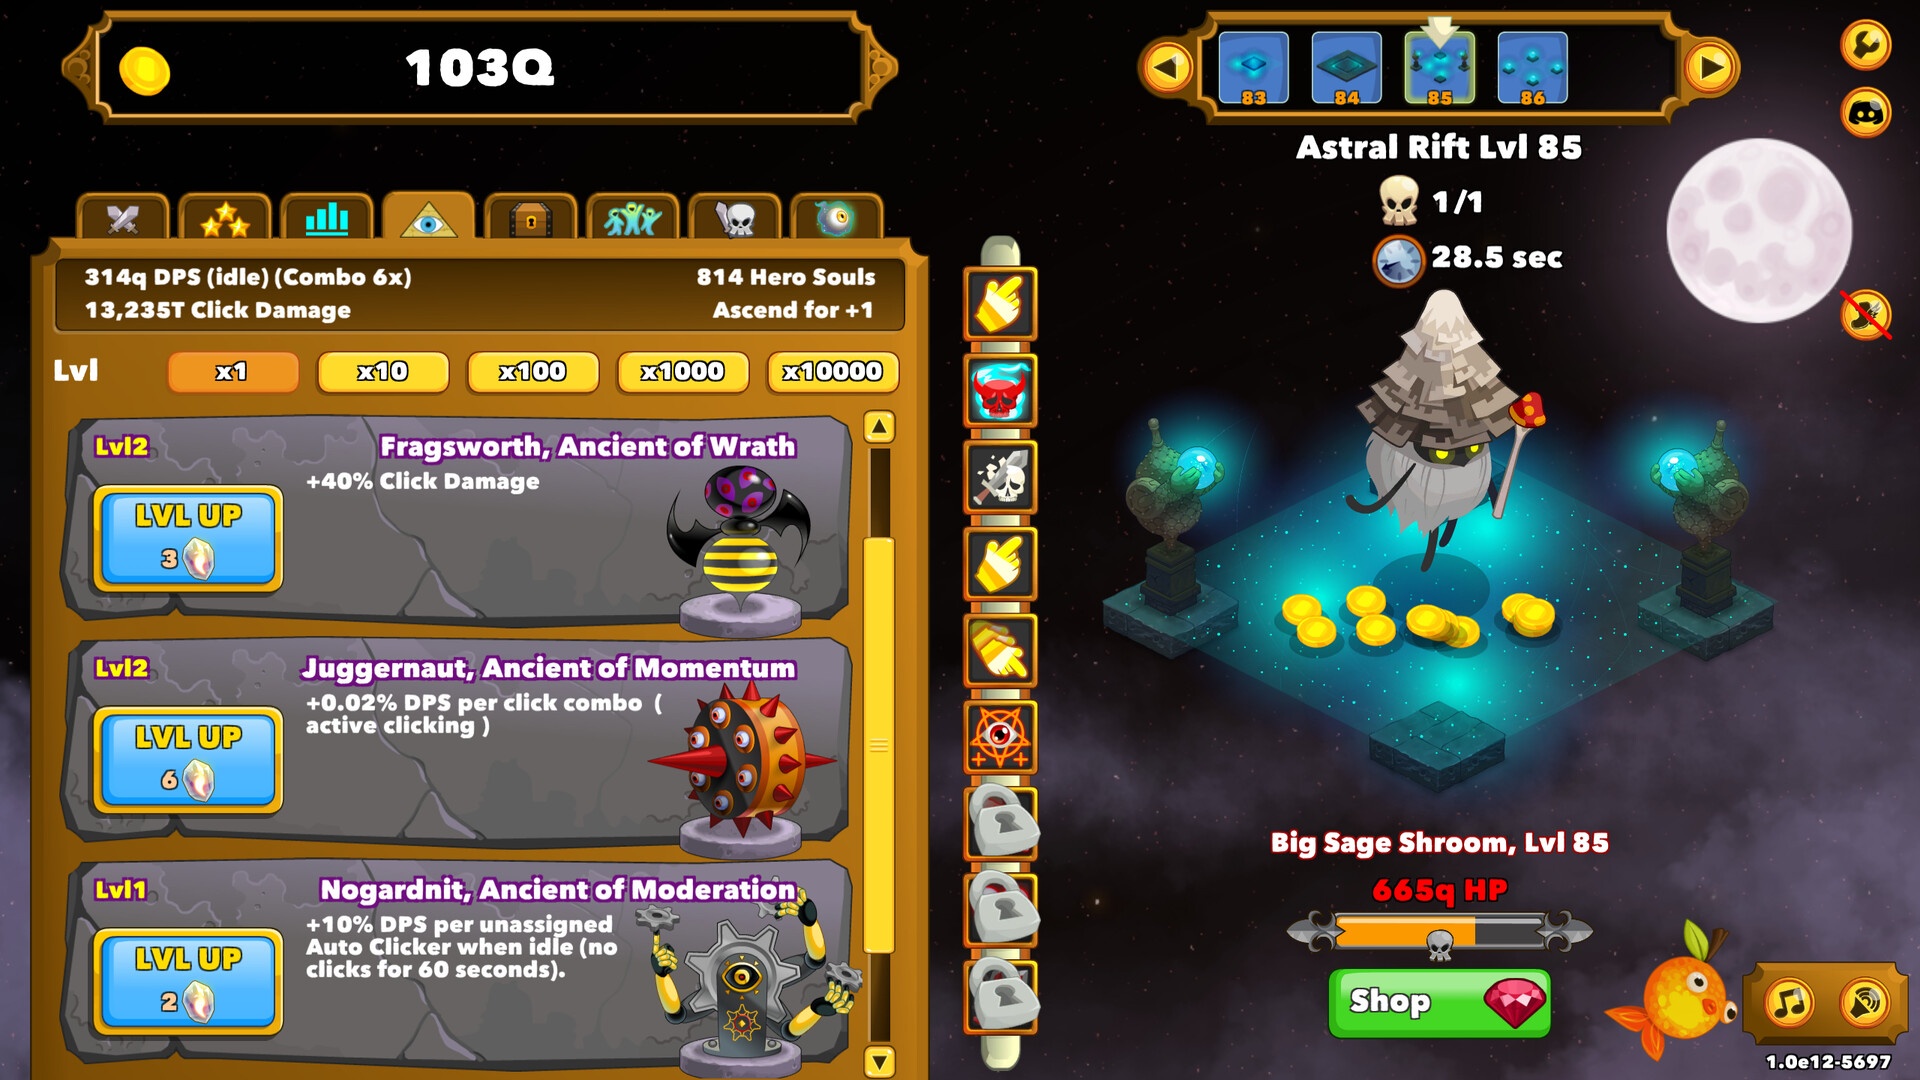 103Q
83
84
85
86
Astral Rift Lvl 85
1/1
28.5 sec
314q DPS (idle) (Combo 6x)
814 Hero Souls
13,235T Click Damage
Ascend for +1
Lvl
x1
x10
x100
x1000
x10000
Lvl2
Fragsworth, Ancient of Wrath
+40% Click Damage
LVL UP
3
Lvl2
Juggernaut, Ancient of Momentum
+0.02% DPS per click combo (
active clicking )
LVL UP
6
Lvl1
Nogardnit, Ancient of Moderation
+10% DPS per unassigned
Auto Clicker when idle (no
clicks for 60 seconds).
LVL UP
2
Big Sage Shroom, Lvl 85
665q HP
Shop
1.0e12-5697